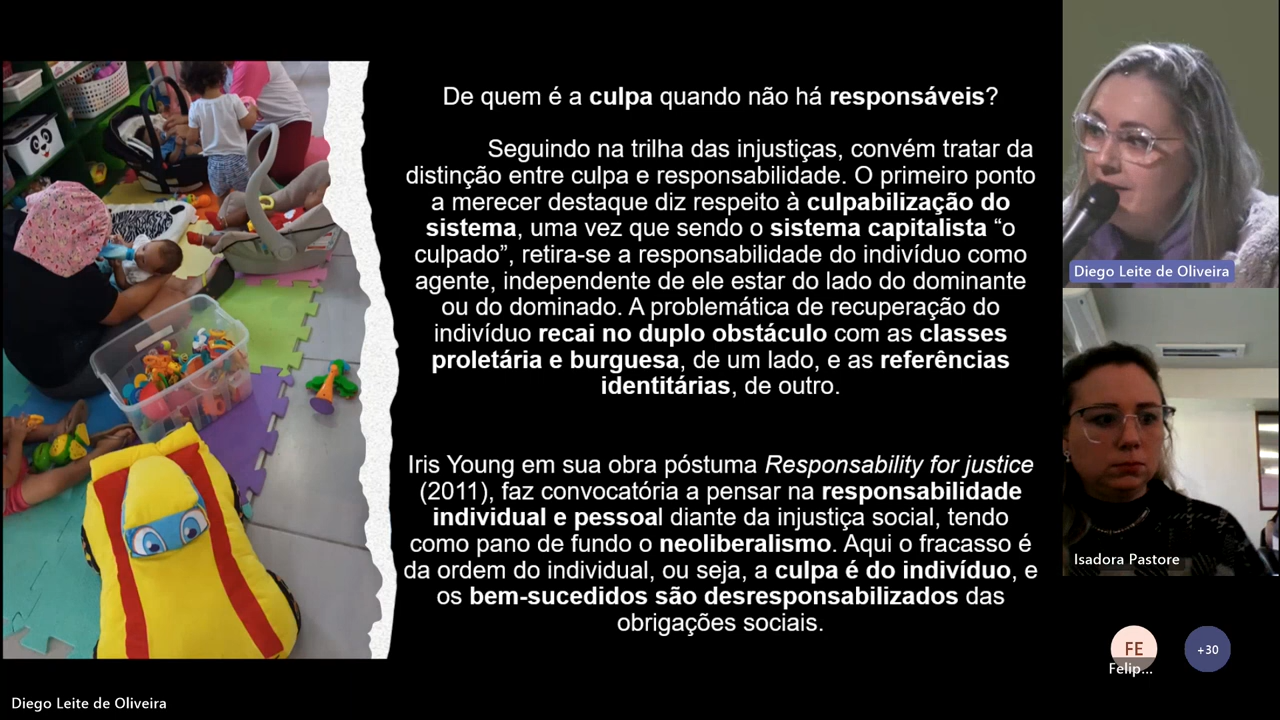 De quem é a culpa quando não há responsáveis?
Seguindo na trilha das injustiças, convém tratar da
distinção entre culpa e responsabilidade. O primeiro ponto
a merecer destaque diz respeito à culpabilização do
sistema, uma vez que sendo o sistema capitalista “o
culpado”, retira-se a responsabilidade do indivíduo como
agente, independente de ele estar do lado do dominante
ou do dominado. A problemática de recuperação do
indivíduo recai no duplo obstáculo com as classes
proletária e burguesa, de um lado, e as referências
identitárias, de outro.
Iris Young em sua obra póstuma Responsability for justice
(2011), faz convocatória a pensar na responsabilidade
individual e pessoal diante da injustiça social, tendo
como pano de fundo o neoliberalismo. Aqui o fracasso é
da ordem do individual, ou seja, a culpa é do indivíduo, e
os bem-sucedidos são desresponsabilizados das
obrigações sociais.
Diego Leite de Oliveira
Isadora Pastore
FE
Felip...
+30
Diego Leite de Oliveira